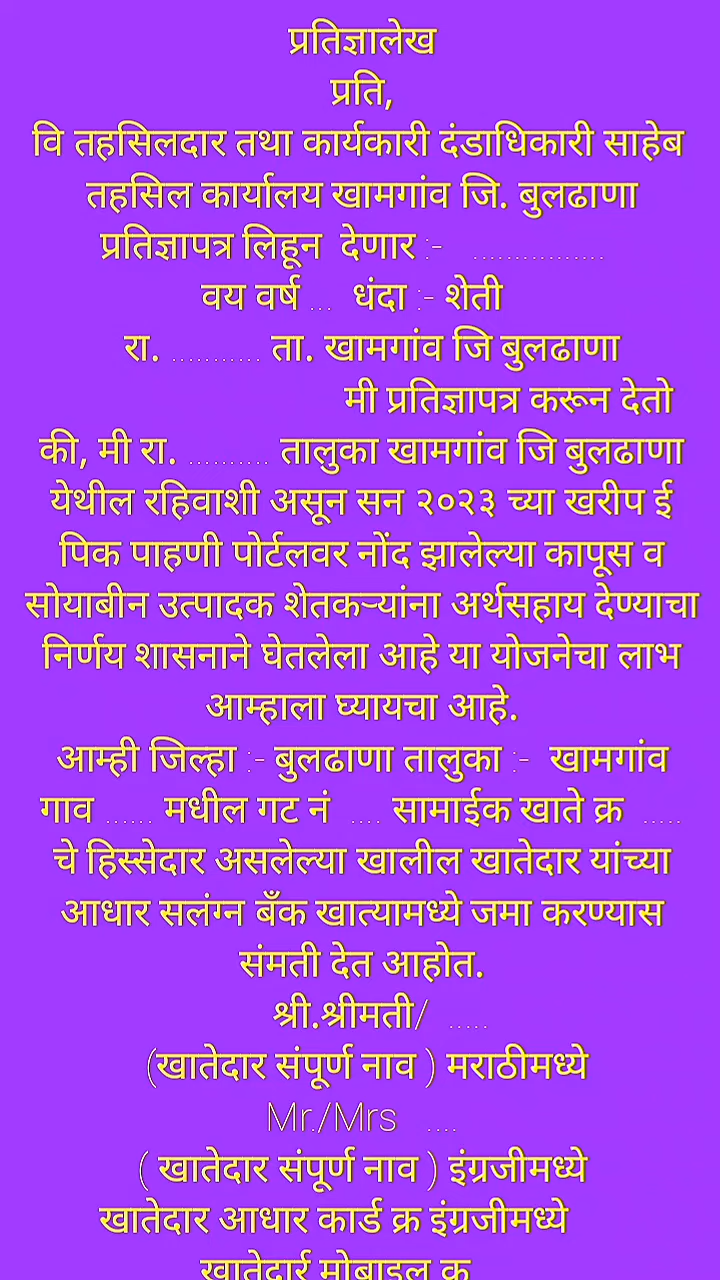 प्रतिज्ञालेख
प्रति,
वि तहसिलदार तथा कार्यकारी दंडाधिकारी साहेब
तहसिल कार्यालय खामगांव जि. बुलढाणा
प्रतिज्ञापत्र लिहून देणार :- ................
वय वर्ष ... धंदा :- शेती
रा. ........... ता. खामगांव जि बुलढाणा
मी प्रतिज्ञापत्र करून देतो
की, मी रा. .......... तालुका खामगांव जि बुलढाणा
येथील रहिवाशी असून सन २०२३ च्या खरीप ई
पिक पाहणी पोर्टलवर नोंद झालेल्या कापूस व
सोयाबीन उत्पादक शेतकऱ्यांना अर्थसहाय देण्याचा
निर्णय शासनाने घेतलेला आहे या योजनेचा लाभ
आम्हाला घ्यायचा आहे.
आम्ही जिल्हा :- बुलढाणा तालुका :- खामगांव
गाव ...... मधील गट नं .... सामाईक खाते क्र .....
चे हिस्सेदार असलेल्या खालील खातेदार यांच्या
आधार सलंग्न बँक खात्यामध्ये जमा करण्यास
संमती देत आहोत.
श्री.श्रीमती/ .....
(खातेदार संपूर्ण नाव ) मराठीमध्ये
Mr./Mrs ....
( खातेदार संपूर्ण नाव ) इंग्रजीमध्ये
खातेदार आधार कार्ड क्र इंग्रजीमध्ये
खातेदार्र मोबाइल क्र